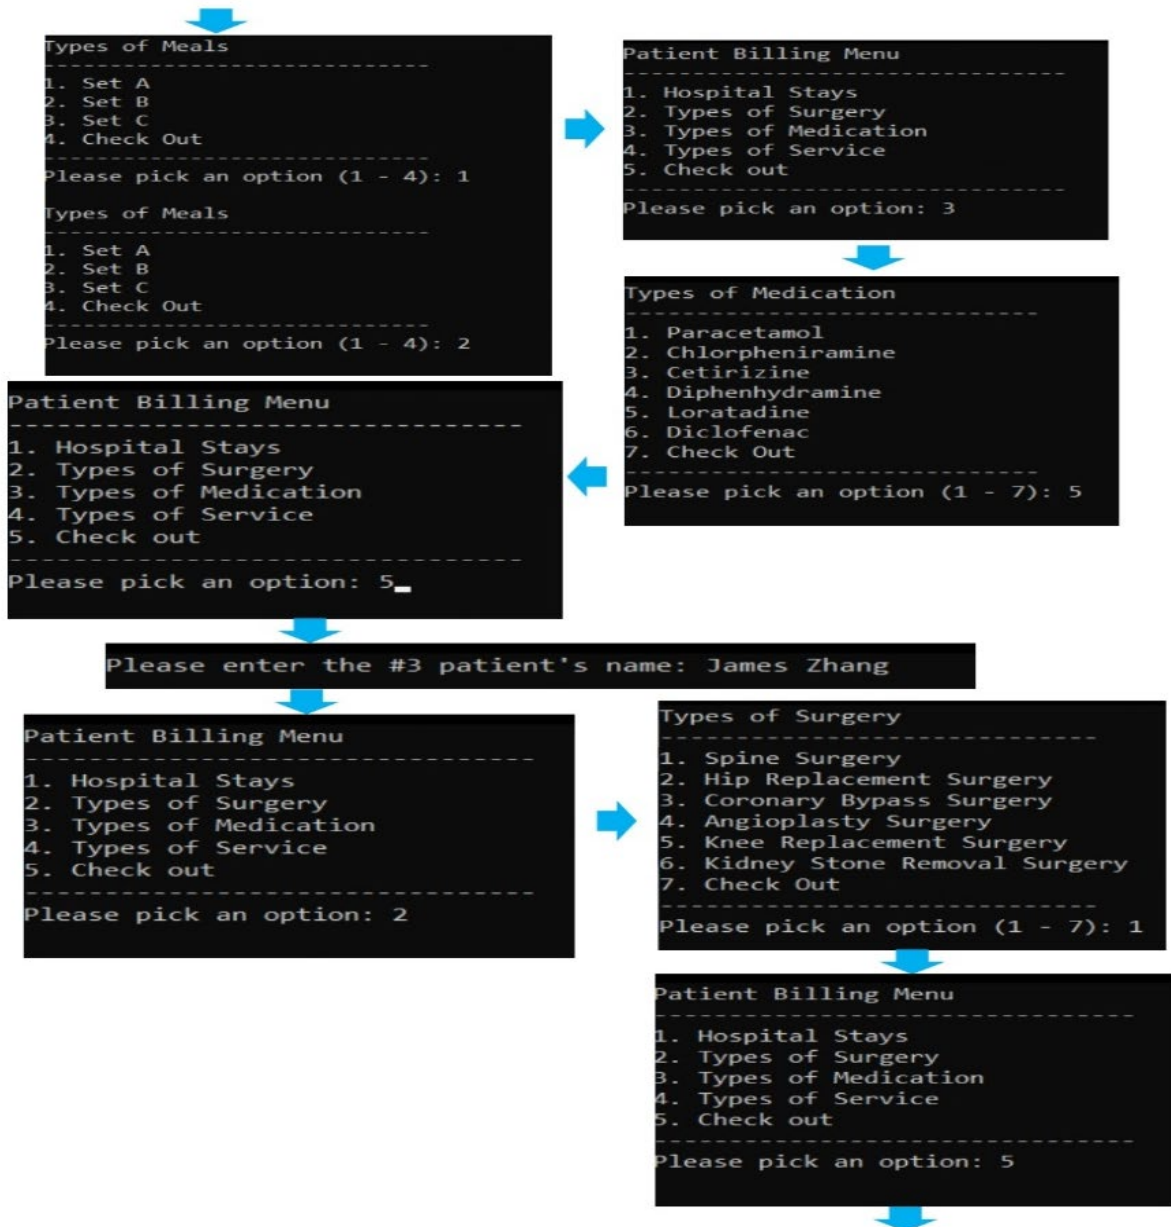 Types of Meals
-----------------------------
1. Set A
2. Set B
3. Set C
4. Check Out
-----------------------------
Please pick an option (1 - 4): 1
Types of Meals
-----------------------------
1. Set A
2. Set B
3. Set C
4. Check Out
-----------------------------
Please pick an option (1 - 4): 2
Patient Billing Menu
--------------------------------
1. Hospital Stays
2. Types of Surgery
3. Types of Medication
4. Types of Service
5. Check out
--------------------------------
Please pick an option: 3
Types of Medication
------------------------------
1. Paracetamol
2. Chlorpheniramine
3. Cetirizine
4. Diphenhydramine
5. Loratadine
6. Diclofenac
7. Check Out
------------------------------
Please pick an option (1 - 7): 5
Patient Billing Menu
--------------------------------
1. Hospital Stays
2. Types of Surgery
3. Types of Medication
4. Types of Service
5. Check out
--------------------------------
Please pick an option: 5
Please enter the #3 patient's name: James Zhang
Patient Billing Menu
--------------------------------
1. Hospital Stays
2. Types of Surgery
3. Types of Medication
4. Types of Service
5. Check out
--------------------------------
Please pick an option: 2
Types of Surgery
-----------------------------
1. Spine Surgery
2. Hip Replacement Surgery
3. Coronary Bypass Surgery
4. Angioplasty Surgery
5. Knee Replacement Surgery
6. Kidney Stone Removal Surgery
7. Check Out
-----------------------------
Please pick an option (1 - 7): 1
Patient Billing Menu
--------------------------------
1. Hospital Stays
2. Types of Surgery
3. Types of Medication
4. Types of Service
5. Check out
--------------------------------
Please pick an option: 5